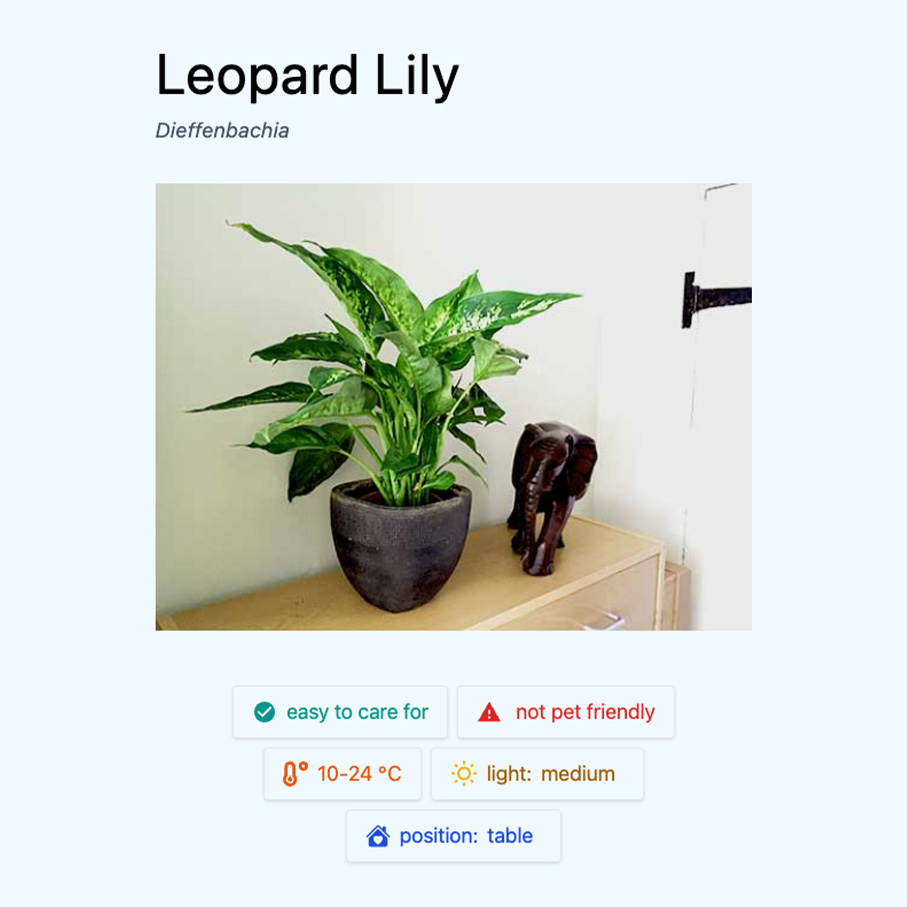 Leopard Lily
Dieffenbachia
easy to care for
not pet friendly
10-24 °C
light: medium
position: table